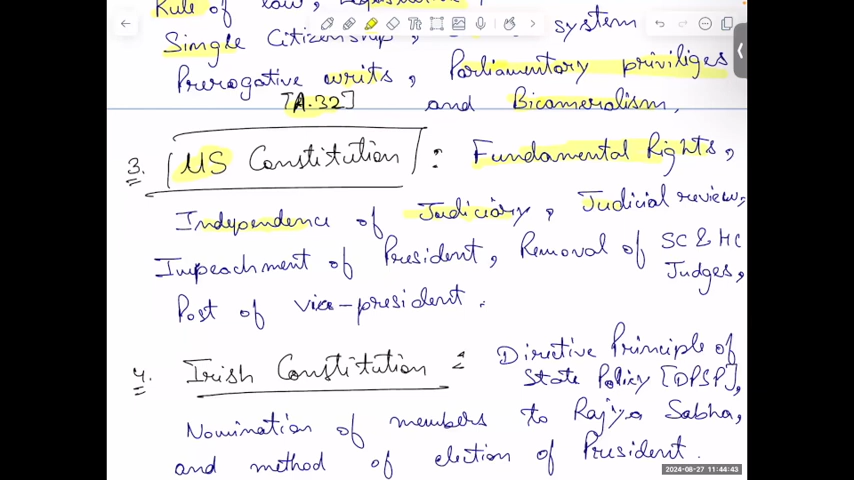 Rule of law,
Single Citizenship, system
Prerogative writs, Parliamentary priviliges
[A.32] and Bicameralism,
3. US Constitution : Fundamental Rights,
Independence of Judiciary, Judicial review,
Impeachment of President, Removal of SC & HC
Judges,
Post of vice-president.
4. Irish Constitution : Directive Principle of
State Policy [DPSP],
Nomination of members to Rajya Sabha,
and method of election of President.
2024-08-27 11:44:43